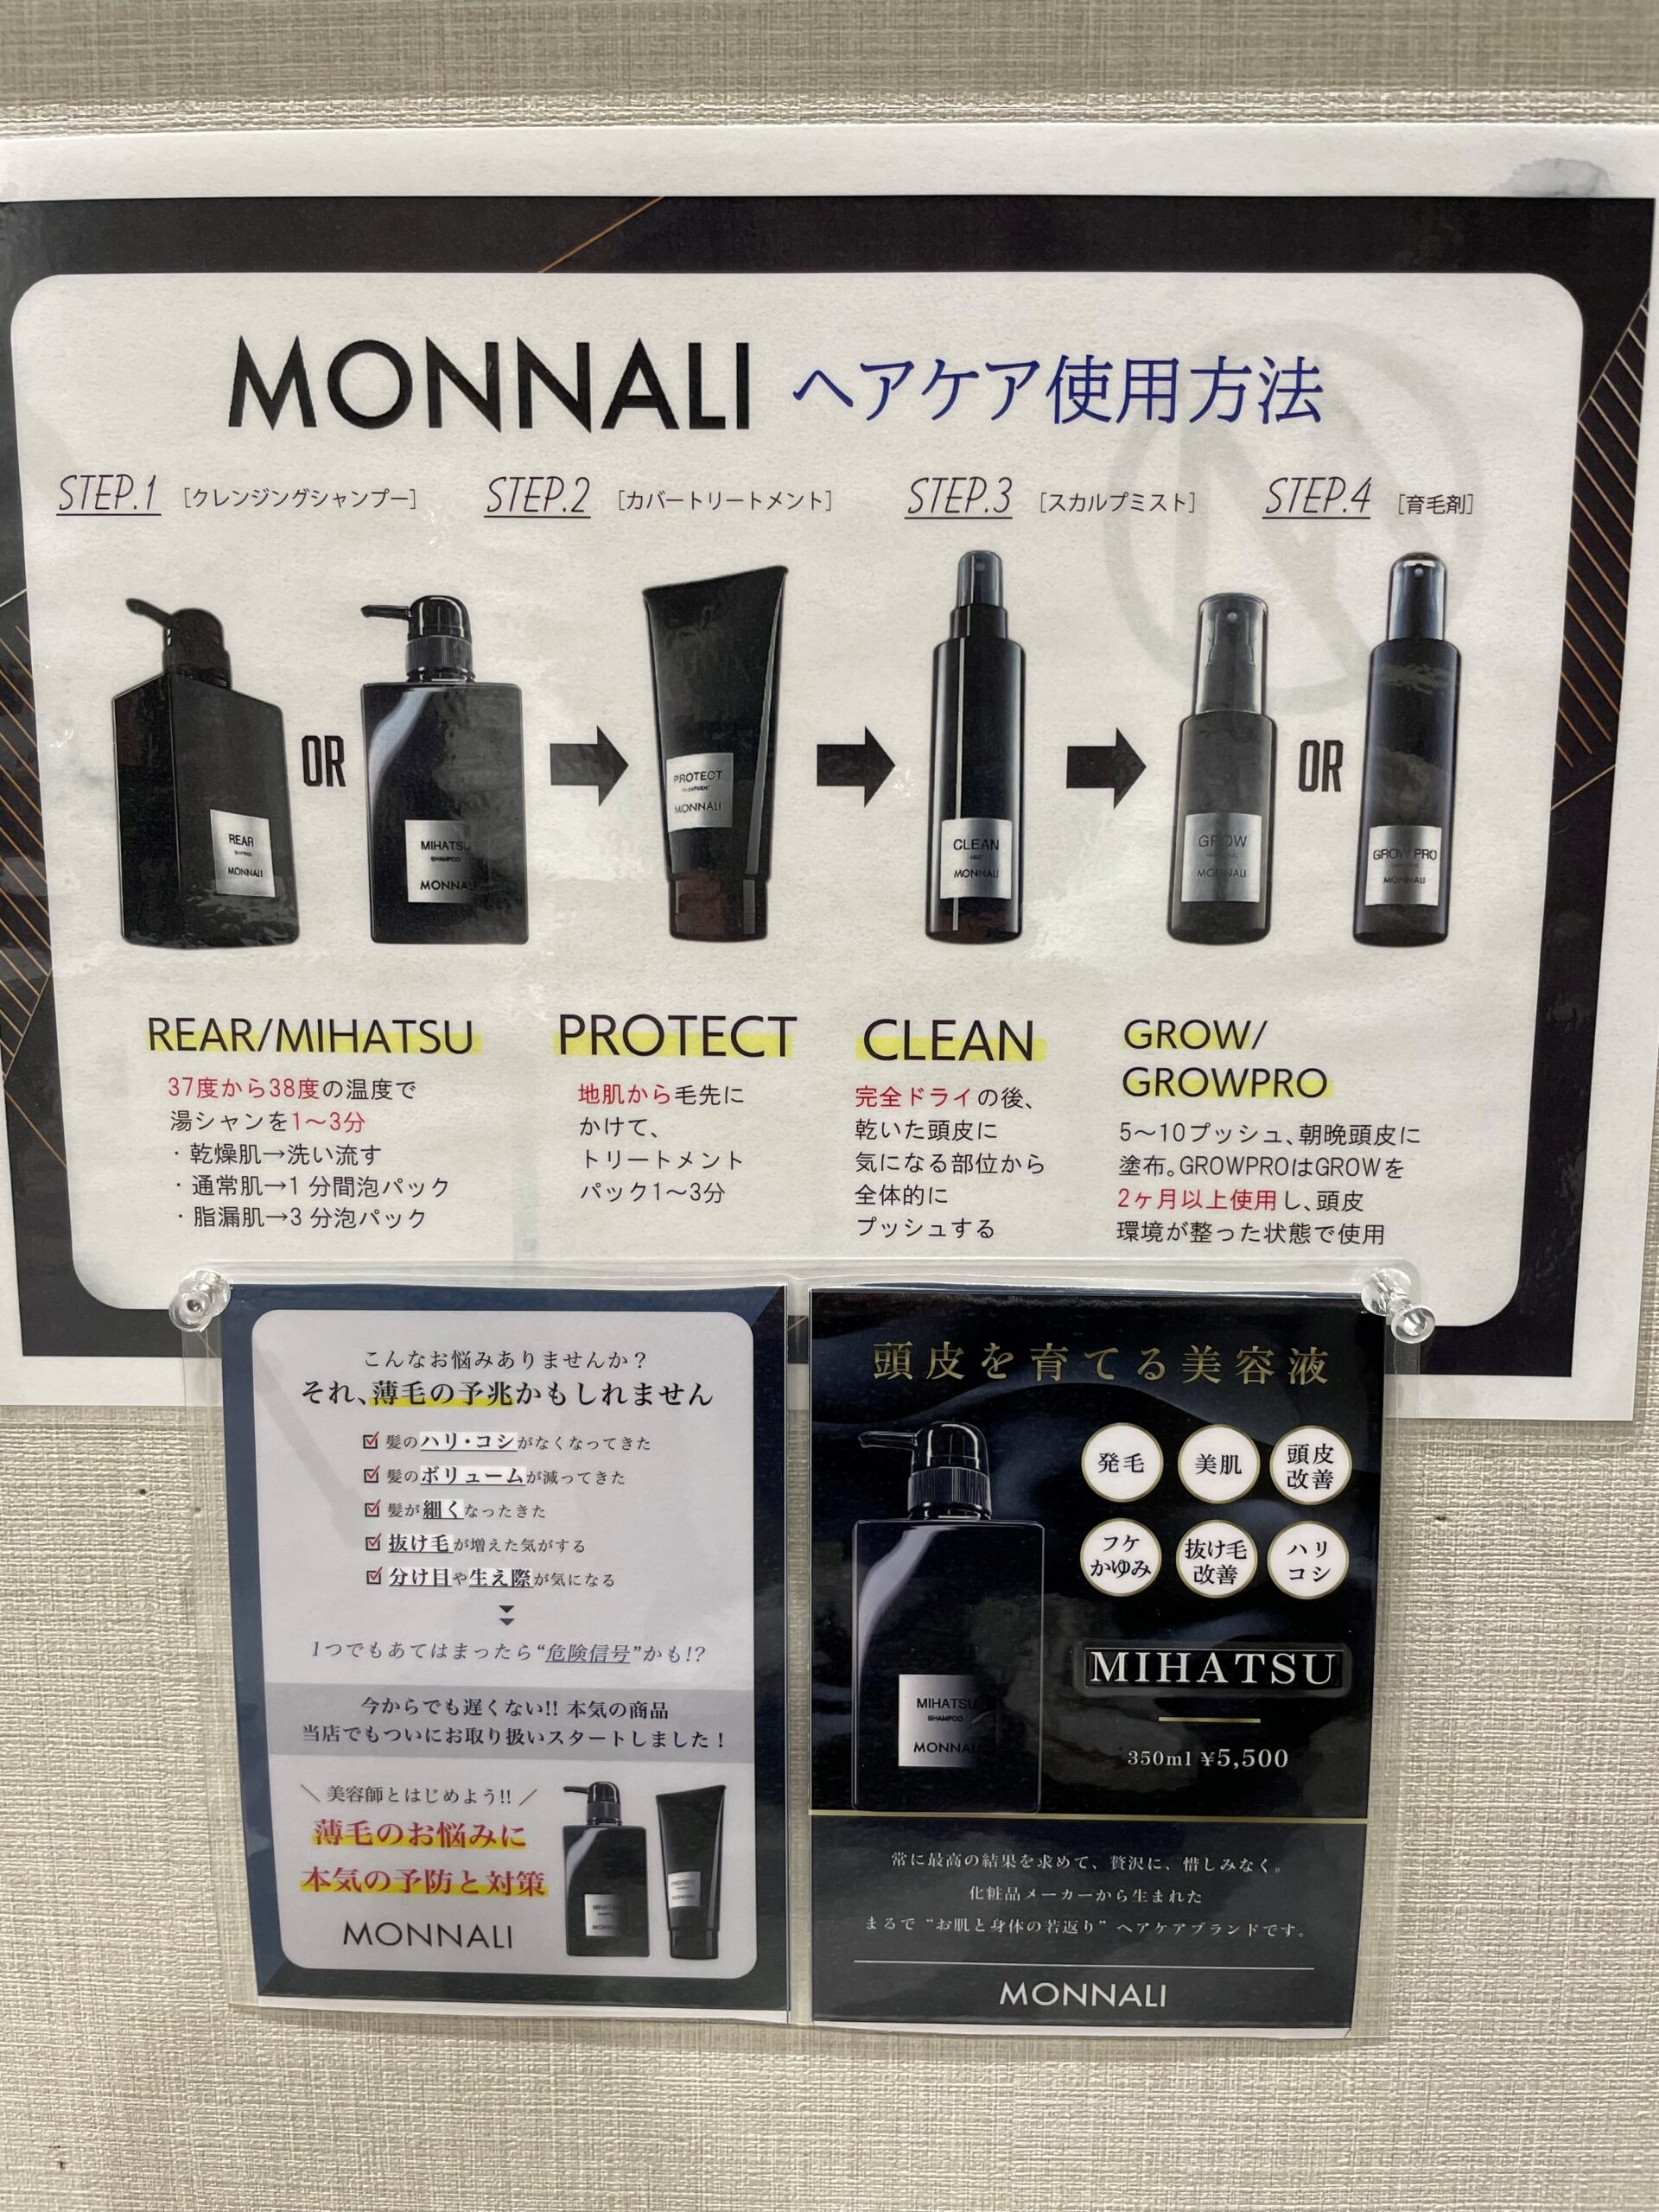 MONNALI ヘアケア使用方法
STEP.1 [クレンジングシャンプー]
STEP.2 [カバートリートメント]
STEP.3 [スカルプミスト]
STEP.4 [育毛剤]
REAR
SHAMPOO
MONNALI
OR
MIHATSU
SHAMPOO
MONNALI
PROTECT
TREATMENT
MONNALI
CLEAN
MIST
MONNALI
GROW
MONNALI
OR
GROW PRO
MONNALI
REAR/MIHATSU
37度から38度の温度で
湯シャンを1〜3分
・乾燥肌→洗い流す
・通常肌→1分間泡パック
・脂漏肌→3分泡パック
PROTECT
地肌から毛先に
かけて、
トリートメント
パック1〜3分
CLEAN
完全ドライの後、
乾いた頭皮に
気になる部位から
全体的に
プッシュする
GROW/
GROWPRO
5〜10プッシュ、朝晩頭皮に
塗布。GROWPROはGROWを
2ヶ月以上使用し、頭皮
環境が整った状態で使用
こんなお悩みありませんか？
それ、薄毛の予兆かもしれません
髪のハリ・コシがなくなってきた
髪のボリュームが減ってきた
髪が細くなったきた
抜け毛が増えた気がする
分け目や生え際が気になる
1つでもあてはまったら“危険信号”かも!?
今からでも遅くない!! 本気の商品
当店でもついにお取り扱いスタートしました！
＼ 美容師とはじめよう!! ／
薄毛のお悩みに
本気の予防と対策
MONNALI
MIHATSU
MONNALI
PROTECT
MONNALI
頭皮を育てる美容液
発毛
美肌
頭皮
改善
フケ
かゆみ
抜け毛
改善
ハリ
コシ
MIHATSU
SHAMPOO
MONNALI
MIHATSU
350ml ¥5,500
常に最高の結果を求めて、贅沢に、惜しみなく。
化粧品メーカーから生まれた
まるで“お肌と身体の若返り”ヘアケアブランドです。
MONNALI